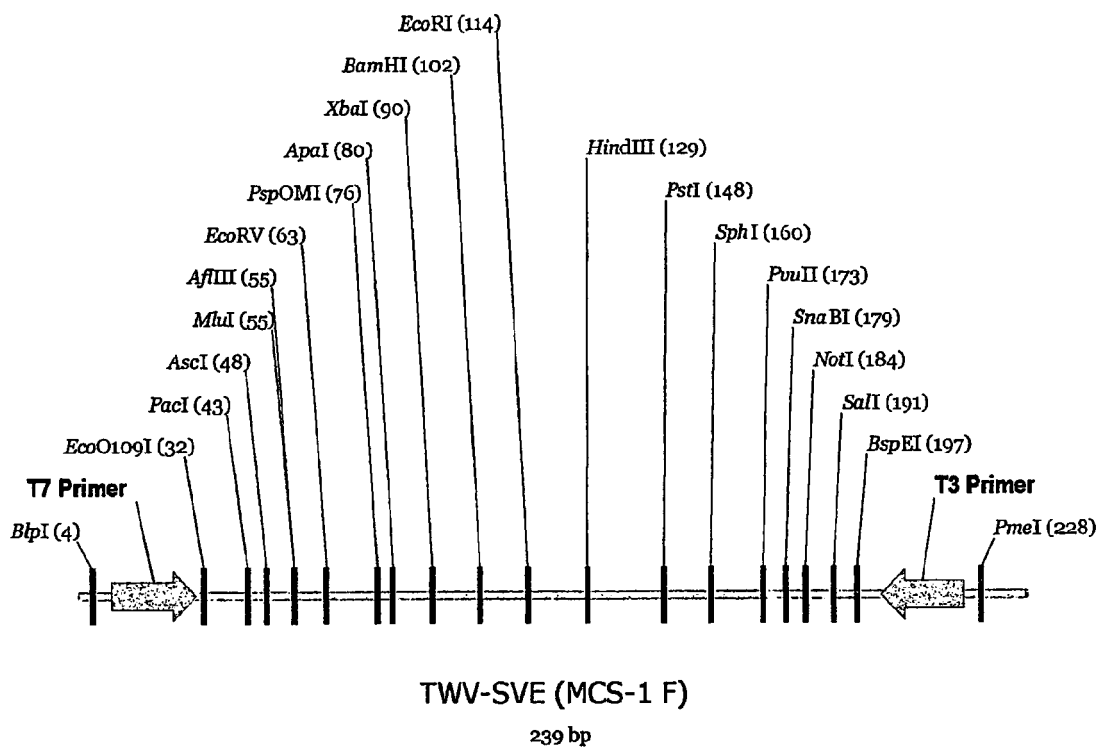 EcoRI (114)
BamHI (102)
XbaI (90)
ApaI (80)
HindIII (129)
PspOMI (76)
PstI (148)
EcoRV (63)
SphI (160)
AflIII (55)
PvuII (173)
MluI (55)
SnaBI (179)
AscI (48)
NotI (184)
PacI (43)
SalI (191)
EcoO109I (32)
BspEI (197)
T7 Primer
T3 Primer
BlpI (4)
PmeI (228)
TWV-SVE (MCS-1 F)
239 bp